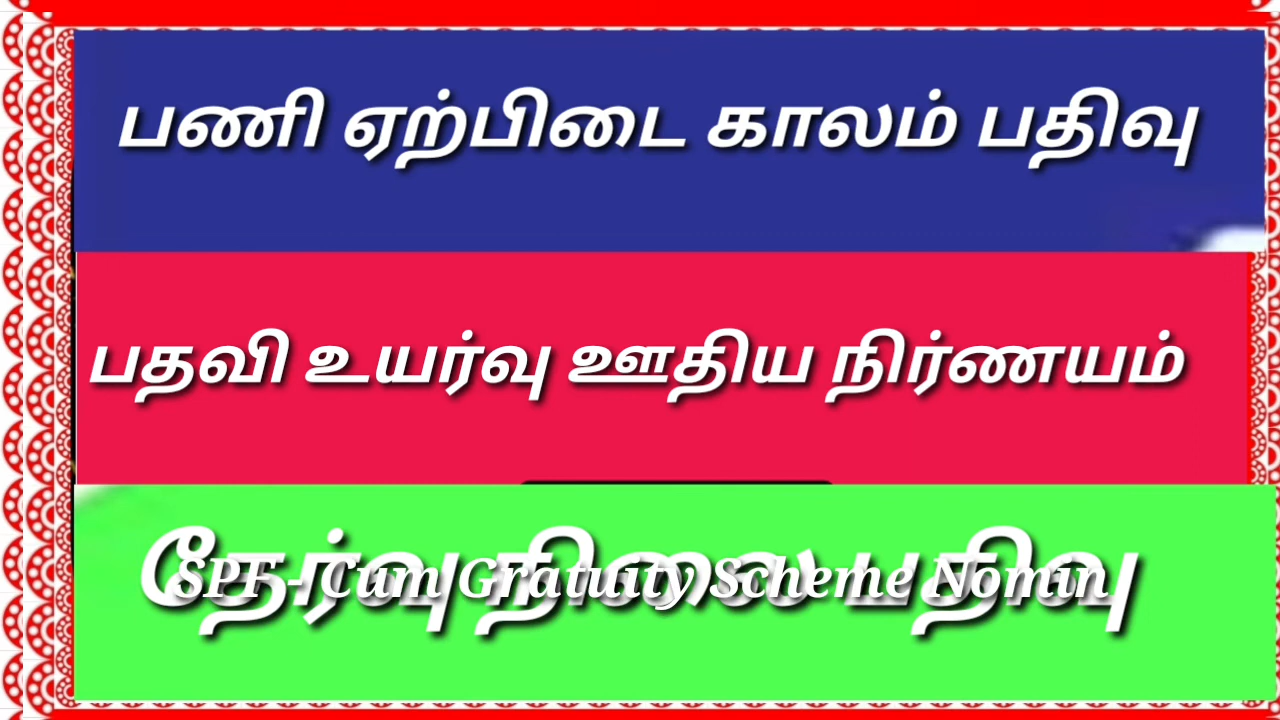 பணி ஏற்பிடை காலம் பதிவு
பதவி உயர்வு ஊதிய நிர்ணயம்
தேர்வு நிலை பதிவு
SPF - Cum Gratuity Scheme Nomin